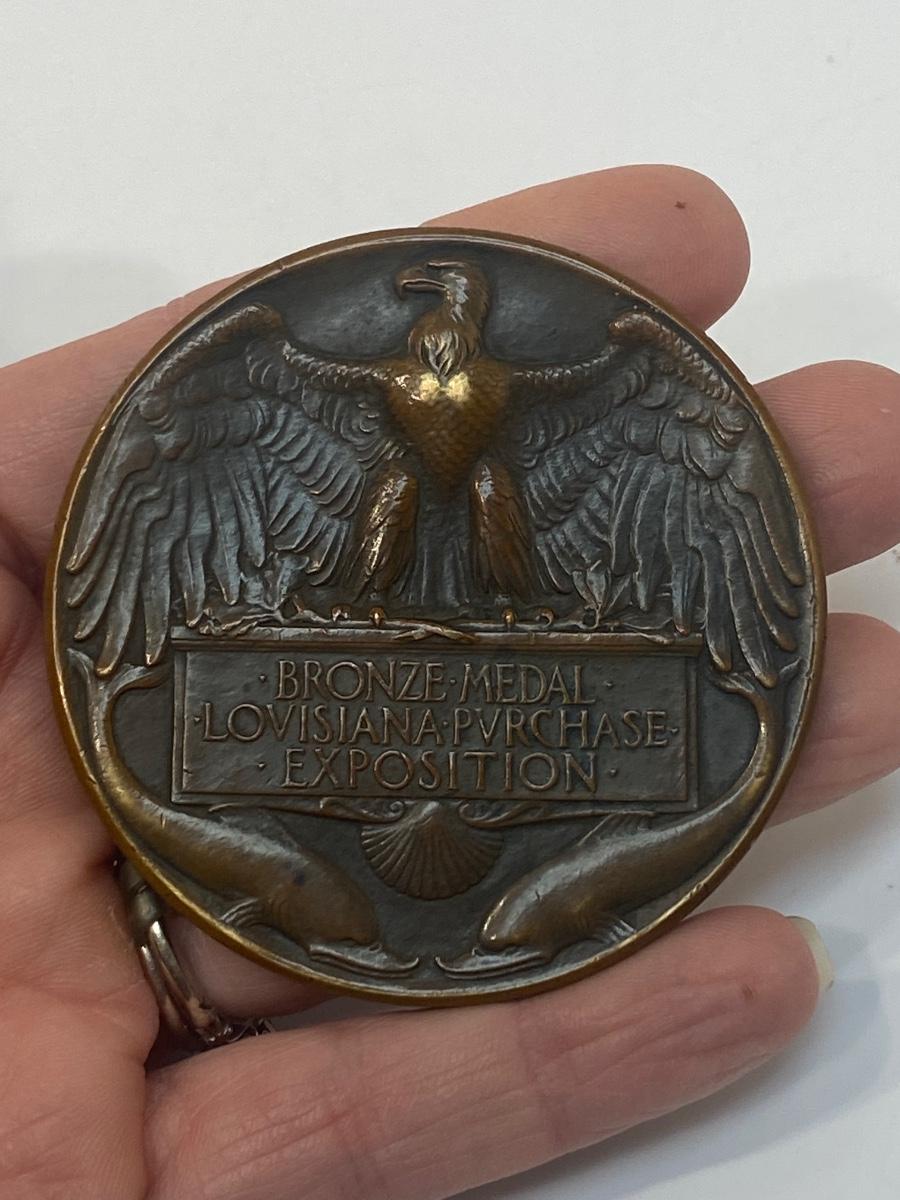 ·BRONZE·MEDAL·
·LOVISIANA·PVRCHASE·
·EXPOSITION·